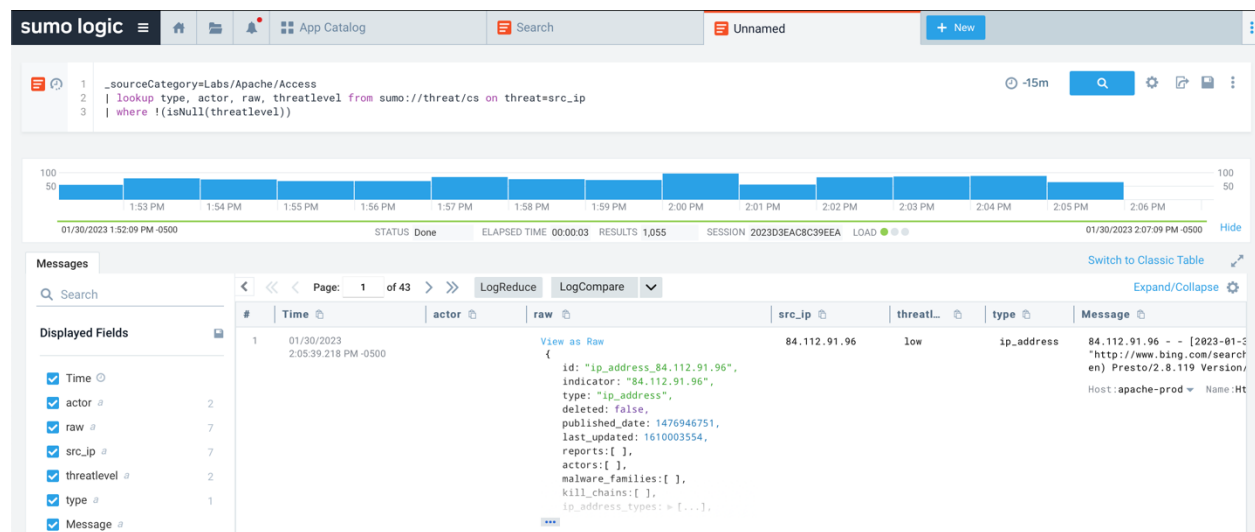 sumo logic
App Catalog
Search
Unnamed
+ New
1 _sourceCategory=Labs/Apache/Access
2 | lookup type, actor, raw, threatlevel from sumo://threat/cs on threat=src_ip
3 | where !(isNull(threatlevel))
-15m
100 100
50 50
1:53 PM 1:54 PM 1:55 PM 1:56 PM 1:57 PM 1:58 PM 1:59 PM 2:00 PM 2:01 PM 2:02 PM 2:03 PM 2:04 PM 2:05 PM 2:06 PM
01/30/2023 1:52:09 PM -0500 STATUS Done ELAPSED TIME 00:00:03 RESULTS 1,055 SESSION 2023D3EAC8C39EEA LOAD 01/30/2023 2:07:09 PM -0500 Hide
Messages
Switch to Classic Table
Search
Page: 1 of 43 LogReduce LogCompare
Expand/Collapse
Displayed Fields
Time
actor a 2
raw a 7
src_ip a 7
threatlevel a 2
type a 1
Message a
# Time actor raw src_ip threatl... type Message
1 01/30/2023
2:05:39.218 PM -0500
View as Raw
{
id: "ip_address_84.112.91.96",
indicator: "84.112.91.96",
type: "ip_address",
deleted: false,
published_date: 1476946751,
last_updated: 1610003554,
reports:[ ],
actors:[ ],
malware_families:[ ],
kill_chains:[ ],
ip_address_types: [...],
84.112.91.96
low
ip_address
84.112.91.96 - - [2023-01-3
"http://www.bing.com/search
en) Presto/2.8.119 Version/
Host:apache-prod Name:Ht